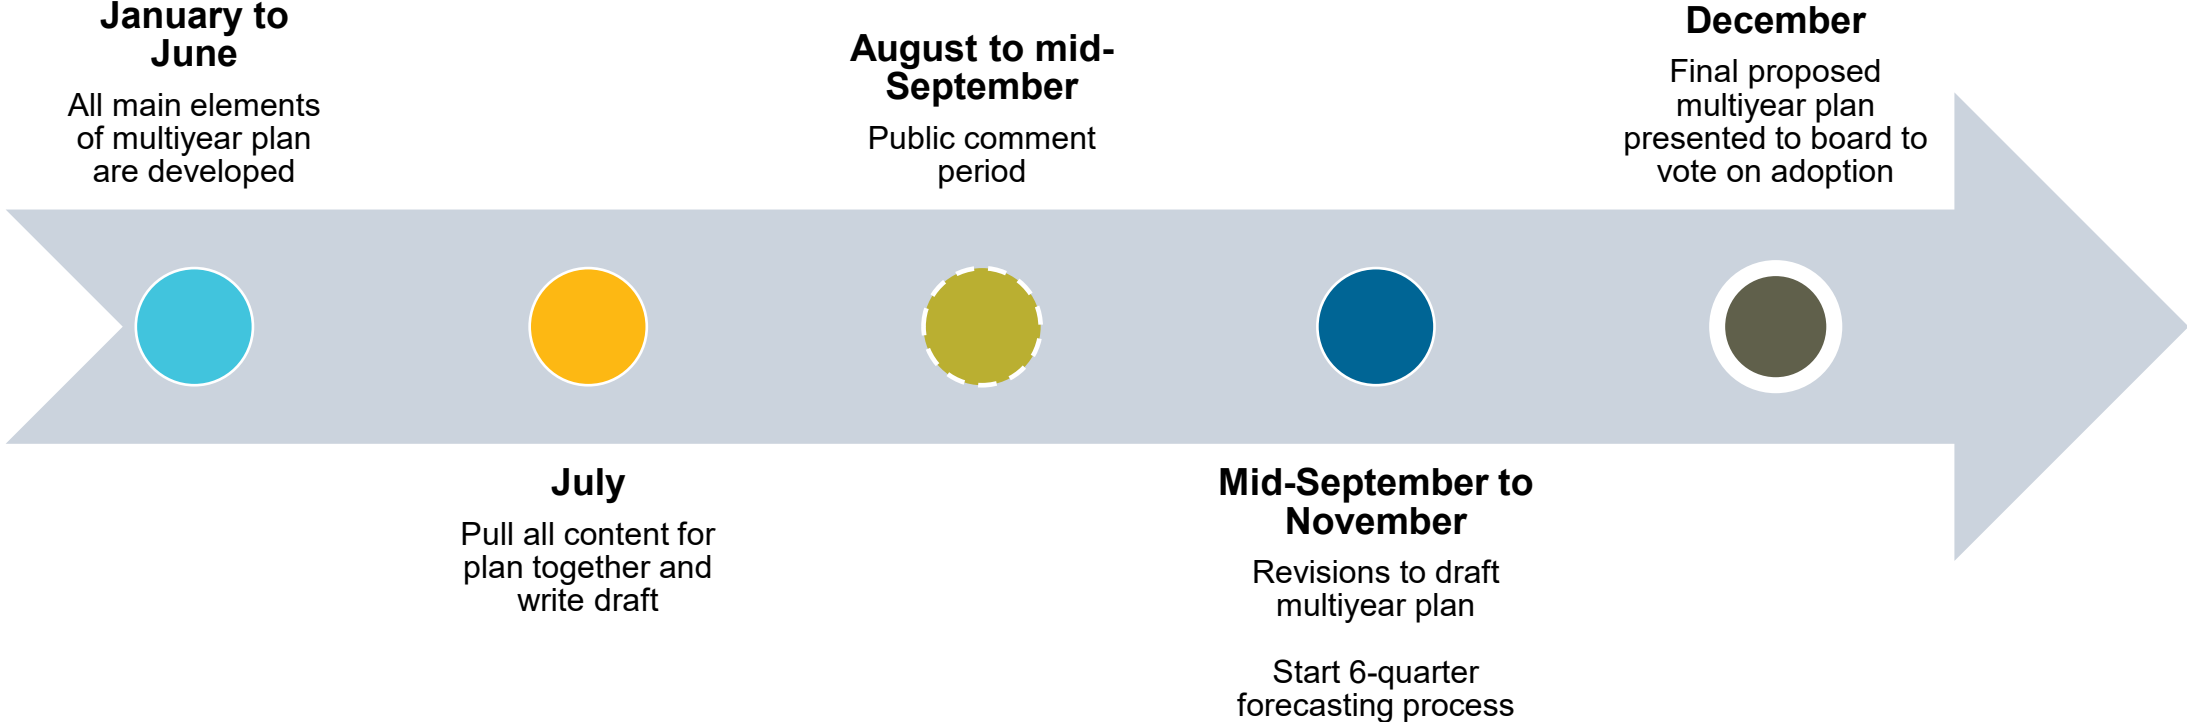 January to
June
All main elements
of multiyear plan
are developed
July
Pull all content for
plan together and
write draft
August to mid-
September
Public comment
period
Mid-September to
November
Revisions to draft
multiyear plan
Start 6-quarter
forecasting process
December
Final proposed
multiyear plan
presented to board to
vote on adoption